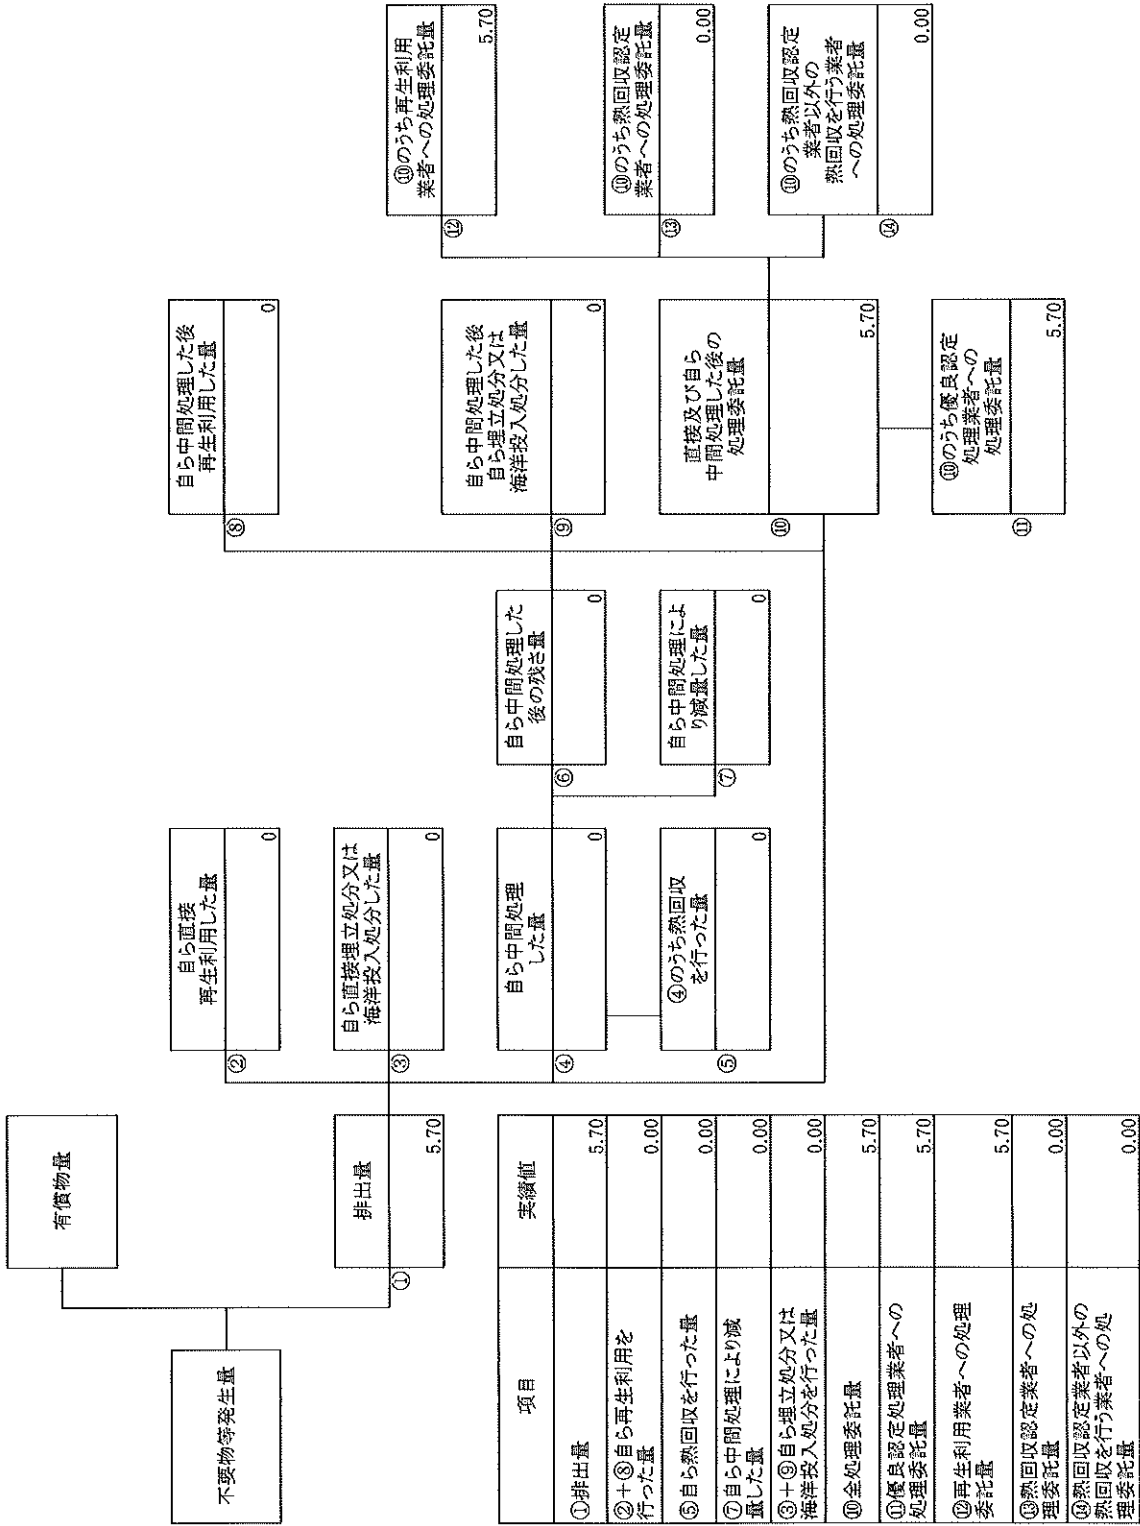 不要物等発生量
有償物量
排出量
①
5.70
自ら直接
再生利用した量
②
0
自ら直接埋立処分又は
海洋投入処分した量
③
0
自ら中間処理
した量
④
0
④のうち熱回収
を行った量
⑤
0
自ら中間処理した
後の残さ量
⑥
0
自ら中間処理によ
り減量した量
⑦
0
自ら中間処理した後
再生利用した量
⑧
0
自ら中間処理した後
自ら埋立処分又は
海洋投入処分した量
⑨
0
直接及び自ら
中間処理した後の
処理委託量
⑩
5.70
⑩のうち優良認定
処理業者への
処理委託量
⑪
5.70
⑩のうち再生利用
業者への処理委託量
⑫
5.70
⑩のうち熱回収認定
業者への処理委託量
⑬
0.00
⑩のうち熱回収認定
業者以外の
熱回収を行う業者
への処理委託量
⑭
0.00
項目 実績値
①排出量 5.70
②+⑧自ら再生利用を
行った量 0.00
⑤自ら熱回収を行った量 0.00
⑦自ら中間処理により減
量した量 0.00
③+⑨自ら埋立処分又は
海洋投入処分を行った量 0.00
⑩全処理委託量 5.70
⑪優良認定処理業者への
処理委託量 5.70
⑫再生利用業者への処理
委託量 5.70
⑬熱回収認定業者への処
理委託量 0.00
⑭熱回収認定業者以外の
熱回収を行う業者への処
理委託量 0.00